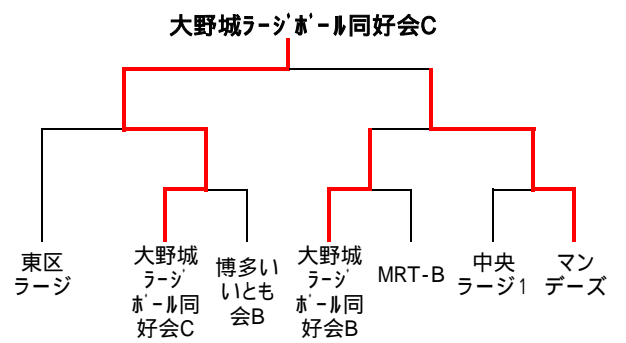 大野城ラージボール同好会C
東区
ラージ
大野城
ラージ
ボール同
好会C
博多い
いとも
会B
大野城
ラージ
ボール同
好会B
MRT-B
中央
ラージ1
マン
デーズ